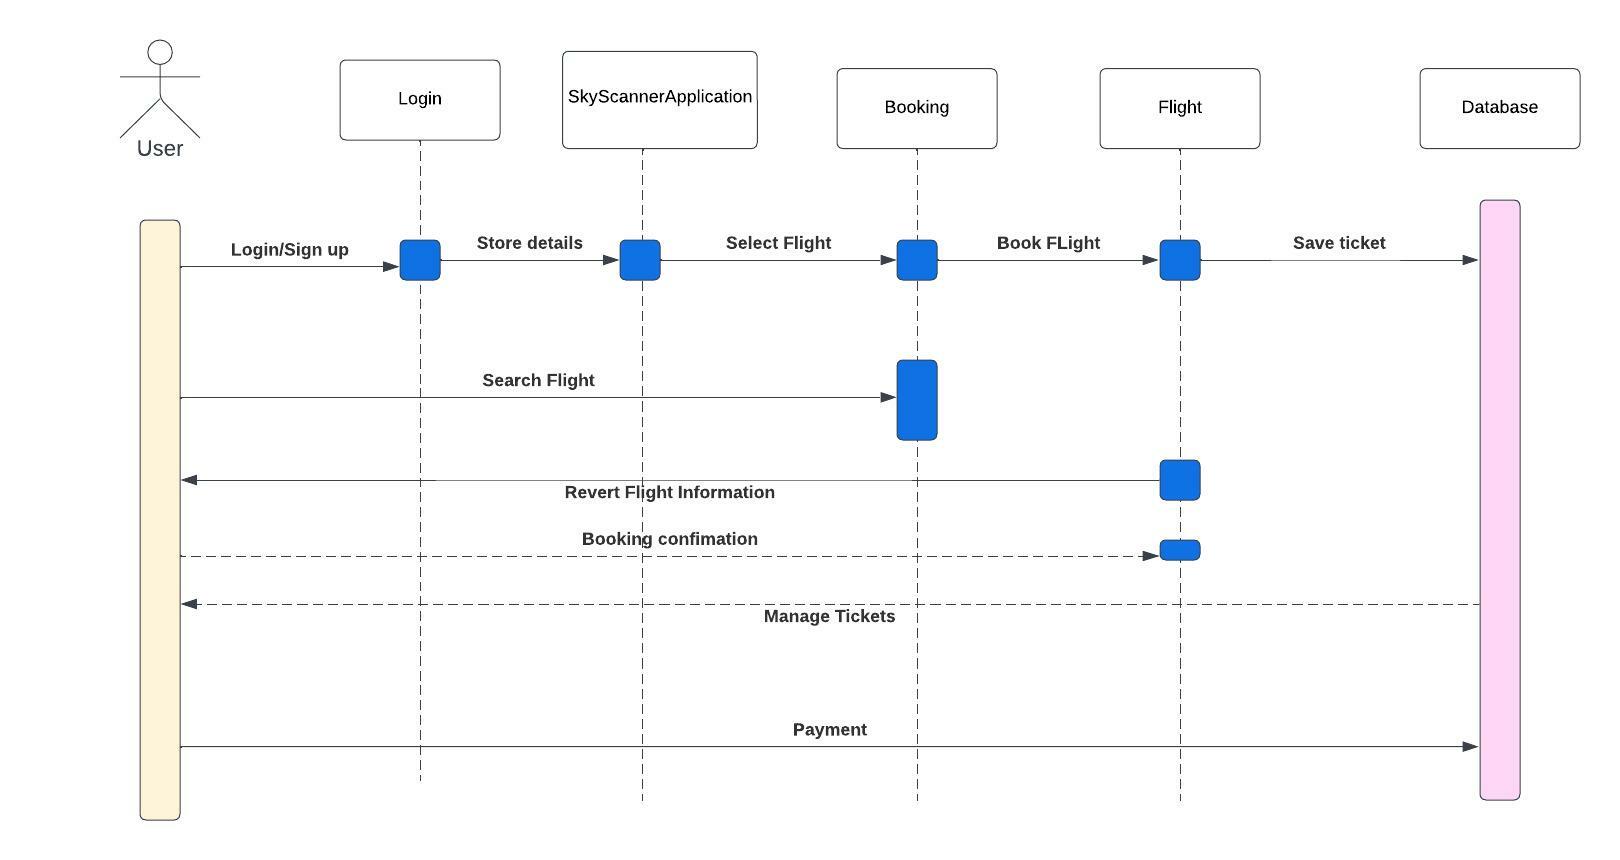 User
Login
SkyScannerApplication
Booking
Flight
Database
Login/Sign up
Store details
Select Flight
Book FLight
Save ticket
Search Flight
Revert Flight Information
Booking confimation
Manage Tickets
Payment